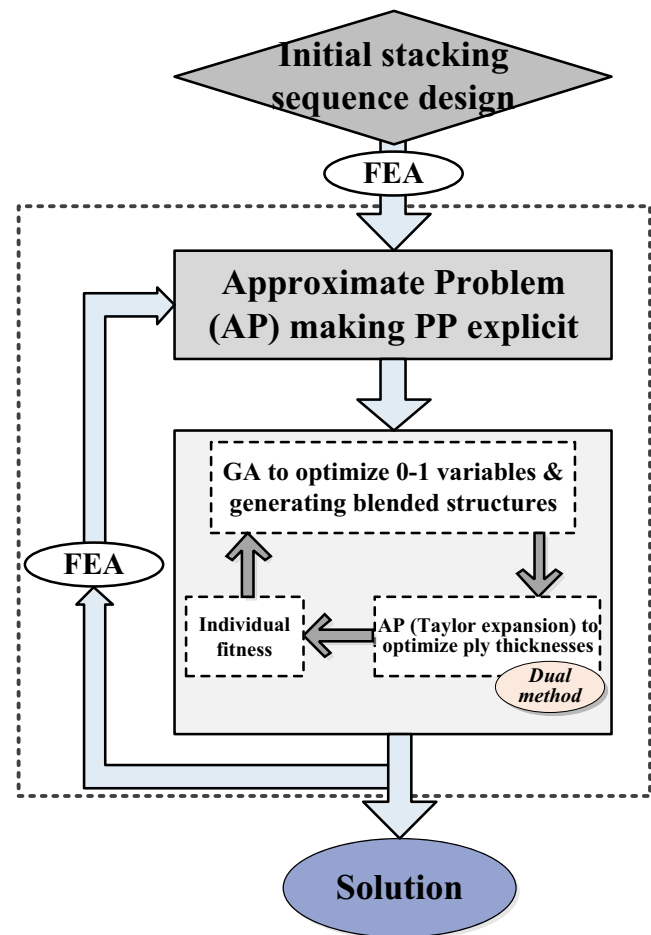 Initial stacking
sequence design
FEA
Approximate Problem
(AP) making PP explicit
GA to optimize 0-1 variables &
generating blended structures
FEA
Individual
fitness
AP (Taylor expansion) to
optimize ply thicknesses
Dual
method
Solution